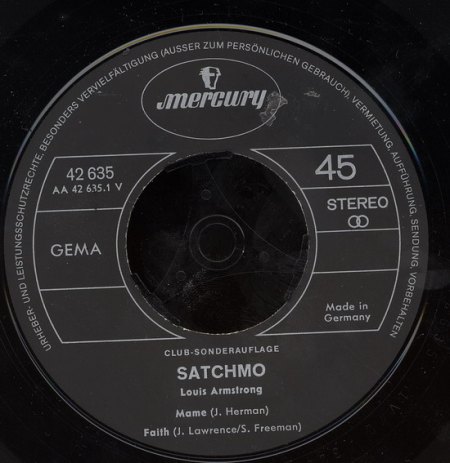 URHEBER- UND LEISTUNGSSCHUTZRECHTE, BESONDERS VERVIELFÄLTIGUNG (AUSSER ZUM PERSÖNLICHEN GEBRAUCH), VERMIETUNG, AUFFÜHRUNG, SENDUNG, VORBEHALTEN
mercury
42 635
AA 42 635.1 V
45
STEREO
GEMA
Made in
Germany
CLUB-SONDERAUFLAGE
SATCHMO
Louis Armstrong
Mame (J. Herman)
Faith (J. Lawrence/S. Freeman)